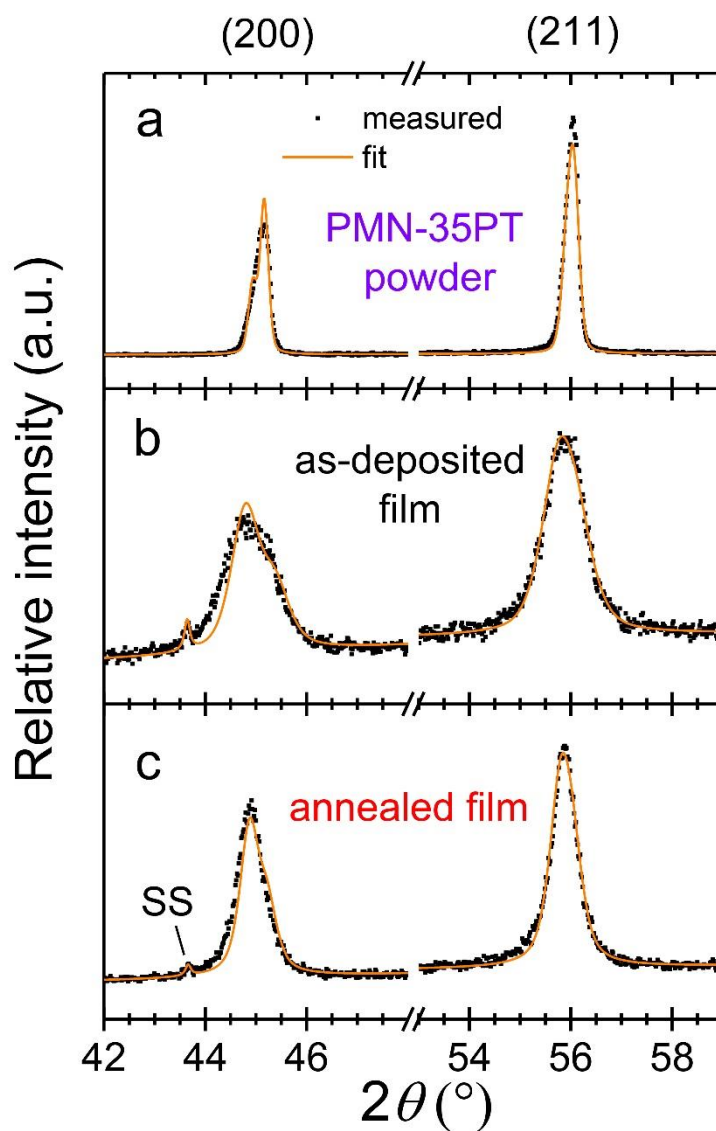 (200) (211)
a
measured
fit
PMN-35PT
powder
b
as-deposited
film
c
annealed film
SS
Relative intensity (a.u.)
42 44 46 54 56 58
2θ (°)